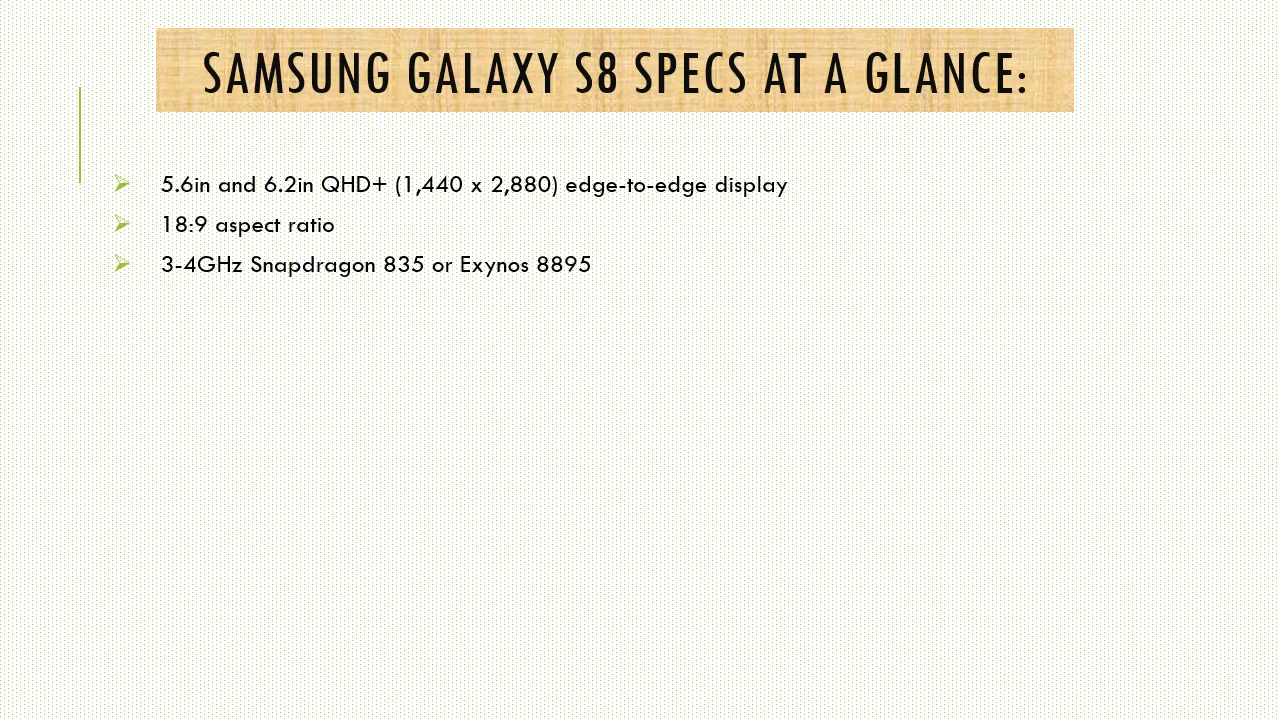 SAMSUNG GALAXY S8 SPECS AT A GLANCE:
5.6in and 6.2in QHD+ (1,440 x 2,880) edge-to-edge display
18:9 aspect ratio
3-4GHz Snapdragon 835 or Exynos 8895